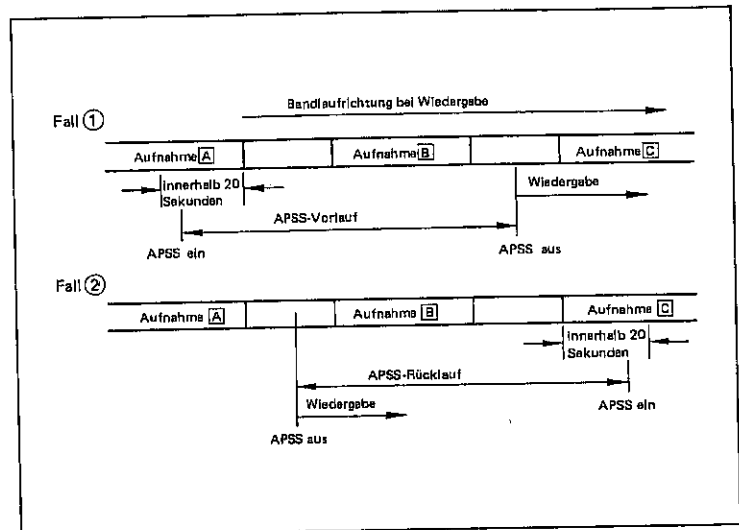 Bandlaufrichtung bei Wiedergabe
Fall ①
Aufnahme A Aufnahme B Aufnahme C
Innerhalb 20
Sekunden
Wiedergabe
APSS-Vorlauf
APSS ein APSS aus
Fall ②
Aufnahme A Aufnahme B Aufnahme C
Innerhalb 20
Sekunden
APSS-Rücklauf
Wiedergabe APSS ein
APSS aus